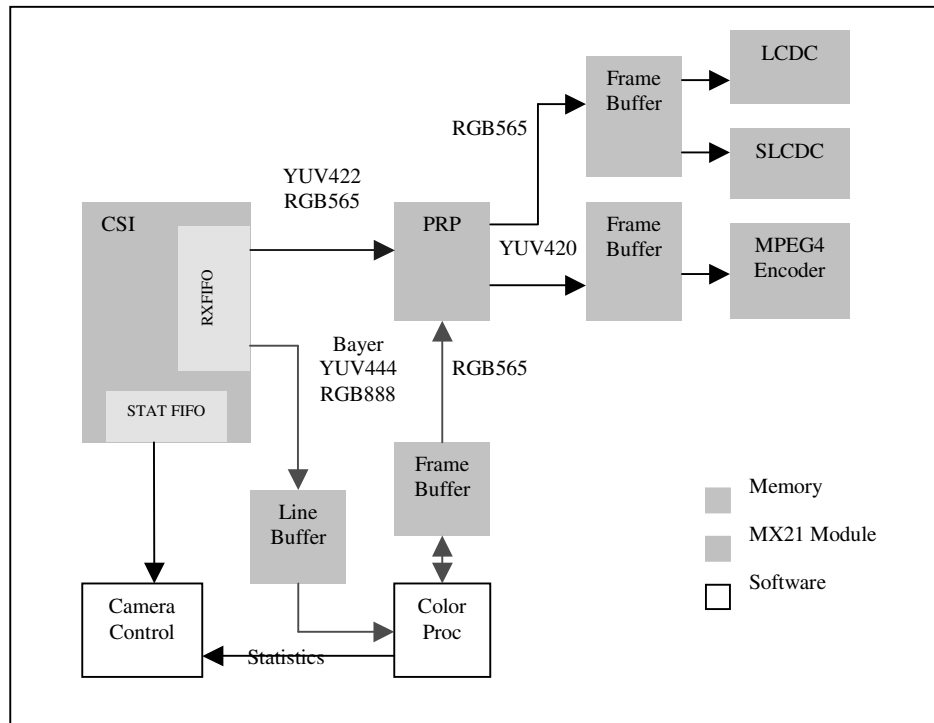 LCDC
Frame
Buffer
RGB565
SLCDC
YUV422
RGB565
CSI
PRP
Frame
Buffer
MPEG4
Encoder
YUV420
RXFIFO
Bayer
YUV444
RGB888
RGB565
STAT FIFO
Frame
Buffer
Line
Buffer
Memory
MX21 Module
Software
Camera
Control
Color
Proc
Statistics